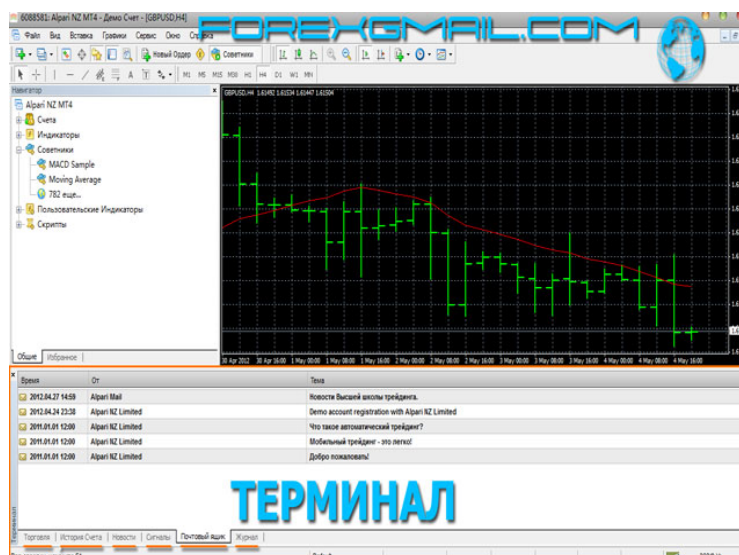 6088581: Alpari NZ MT4 - Демо Счет - [GBPUSD,H4]
FOREXGMAIL.COM
Файл Вид Вставка Графики Сервис Окно Справка
Новый Ордер Советники
M1 M5 M15 M30 H1 H4 D1 W1 MN
Навигатор
Alpari NZ MT4
Счета
Индикаторы
Советники
MACD Sample
Moving Average
782 еще...
Пользовательские Индикаторы
Скрипты
Общие Избранное
GBPUSD,H4 1.61492 1.61534 1.61447 1.61504
30 Apr 2012 30 Apr 16:00 1 May 00:00 1 May 08:00 1 May 16:00 2 May 00:00 2 May 08:00 2 May 16:00 3 May 00:00 3 May 08:00 3 May 16:00 4 May 00:00 4 May 08:00 4 May 16:00
Время От Тема
2012.04.27 14:59 Alpari Mail Новости Высшей школы трейдинга.
2012.04.24 23:38 Alpari NZ Limited Demo account registration with Alpari NZ Limited
2011.01.01 12:00 Alpari NZ Limited Что такое автоматический трейдинг?
2011.01.01 12:00 Alpari NZ Limited Мобильный трейдинг - это легко!
2011.01.01 12:00 Alpari NZ Limited Добро пожаловать!
ТЕРМИНАЛ
Терминал
Торговля История Счета Новости Сигналы Почтовый ящик Журнал